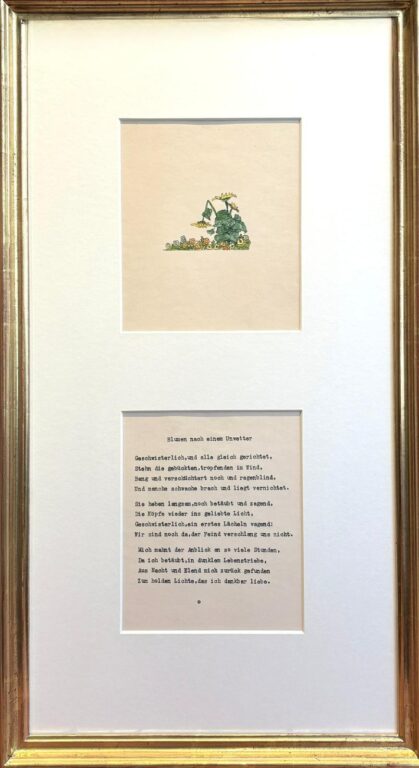 Blumen nach einem Unwetter
Geschwisterlich,und alle gleich gerichtet,
Stehn die gebückten,tropfenden im Wind,
Bang und verschüchtert noch und regenblind,
Und manche schwache brach und liegt vernichtet.
Sie heben langsam,noch betäubt und zagend,
Die Köpfe wieder ins geliebte Licht,
Geschwisterlich,ein erstes Lächeln wagend:
Wir sind noch da,der Feind verschlang uns nicht.
Mich mahnt der Anblick an so viele Stunden,
Da ich betäubt,in dunklem Lebenstriebe,
Aus Nacht und Elend mich zurück gefunden
Zum holden Lichte,das ich dankbar liebe.